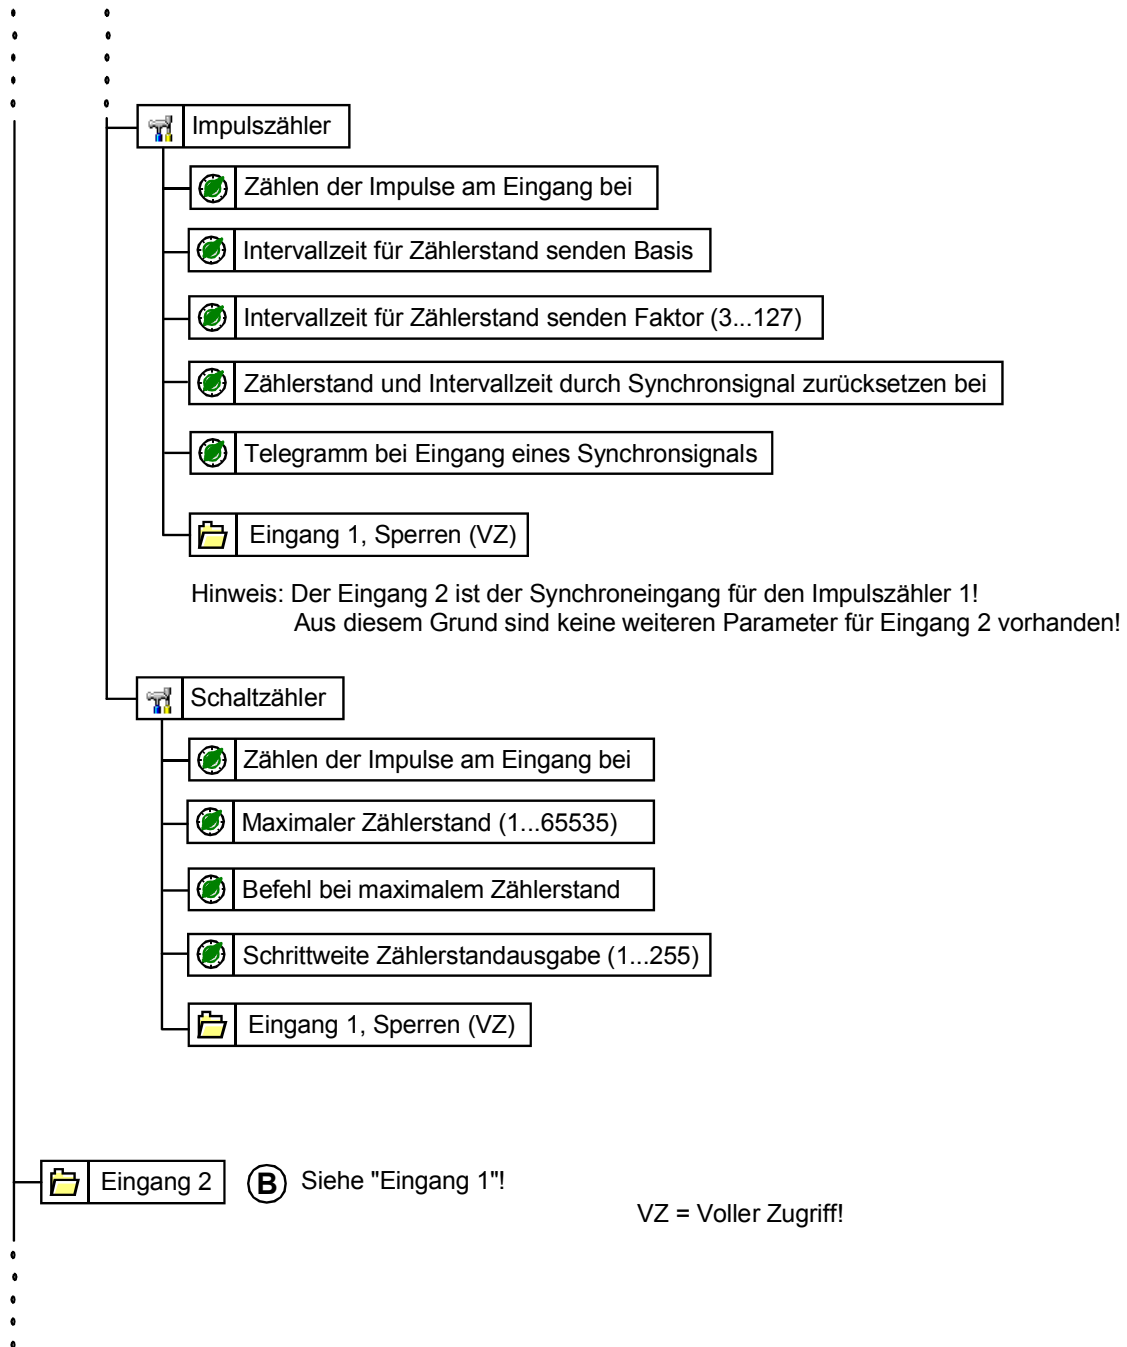 Impulszähler
Zählen der Impulse am Eingang bei
Intervallzeit für Zählerstand senden Basis
Intervallzeit für Zählerstand senden Faktor (3...127)
Zählerstand und Intervallzeit durch Synchronsignal zurücksetzen bei
Telegramm bei Eingang eines Synchronsignals
Eingang 1, Sperren (VZ)
Hinweis: Der Eingang 2 ist der Synchroneingang für den Impulszähler 1!
Aus diesem Grund sind keine weiteren Parameter für Eingang 2 vorhanden!
Schaltzähler
Zählen der Impulse am Eingang bei
Maximaler Zählerstand (1...65535)
Befehl bei maximalem Zählerstand
Schrittweite Zählerstandausgabe (1...255)
Eingang 1, Sperren (VZ)
Eingang 2 B Siehe "Eingang 1"!
VZ = Voller Zugriff!